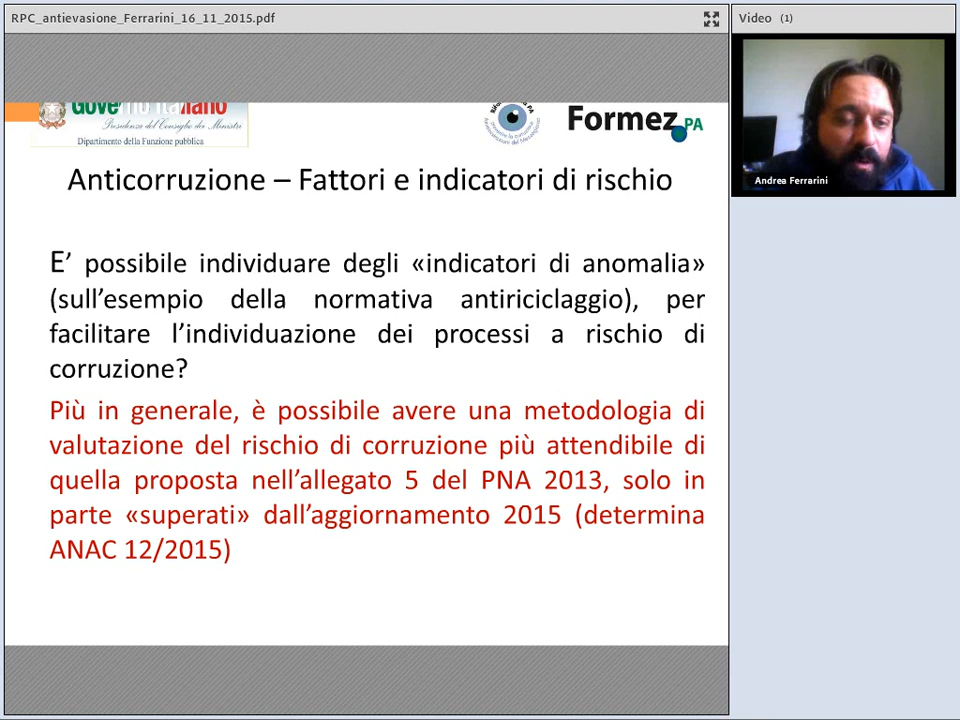 RPC_antievasione_Ferrarini_16_11_2015.pdf
Video (1)
Governo Italiano
Presidenza del Consiglio dei Ministri
Dipartimento della Funzione pubblica
Formez PA
Andrea Ferrarini
Anticorruzione – Fattori e indicatori di rischio
E’ possibile individuare degli «indicatori di anomalia»
(sull’esempio della normativa antiriciclaggio), per
facilitare l’individuazione dei processi a rischio di
corruzione?
Più in generale, è possibile avere una metodologia di
valutazione del rischio di corruzione più attendibile di
quella proposta nell’allegato 5 del PNA 2013, solo in
parte «superati» dall’aggiornamento 2015 (determina
ANAC 12/2015)